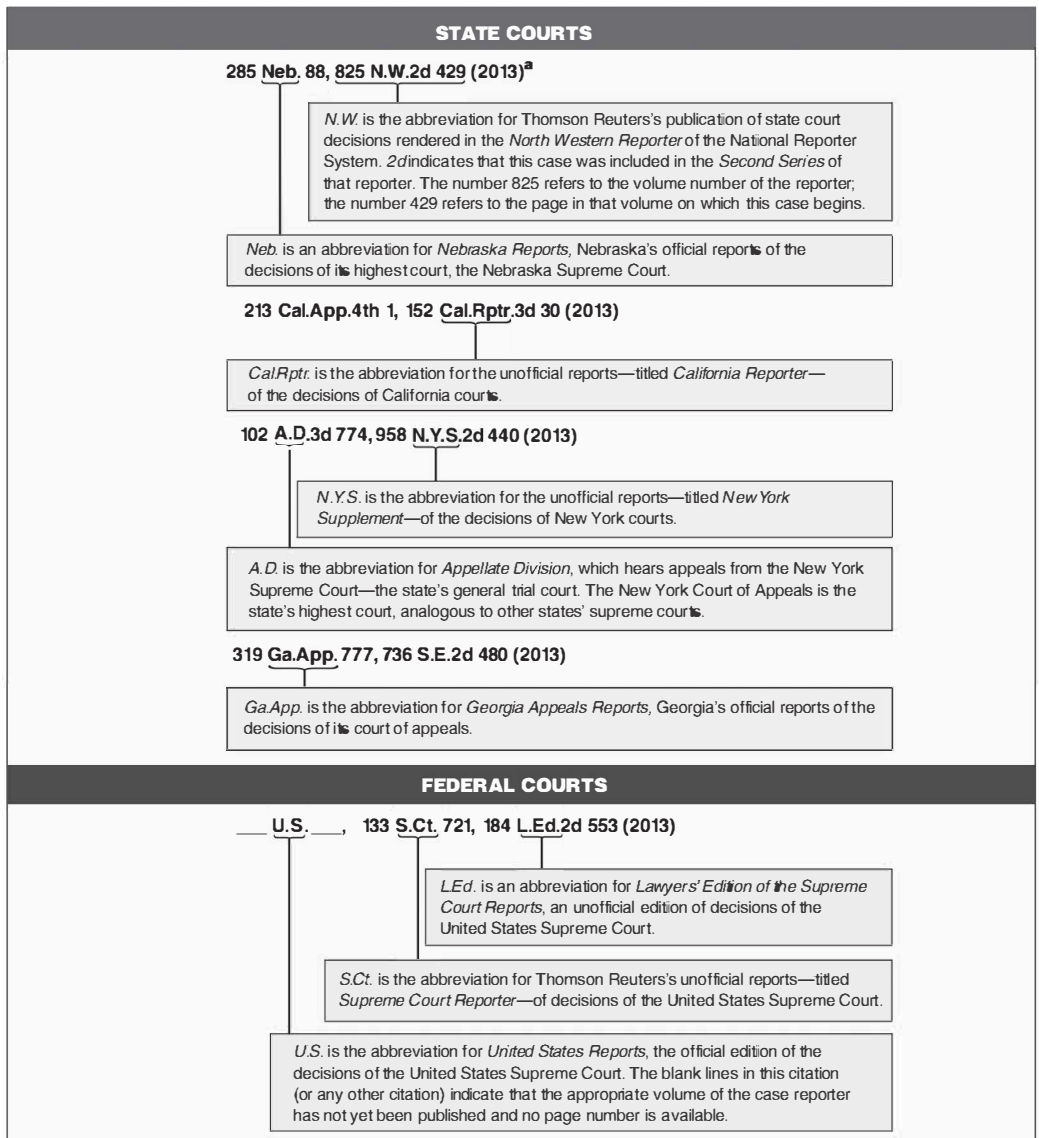 STATE COURTS
285 Neb. 88, 825 N.W.2d 429 (2013)a
N.W. is the abbreviation for Thomson Reuters's publication of state court
decisions rendered in the North Western Reporter of the National Reporter
System. 2d indicates that this case was included in the Second Series of
that reporter. The number 825 refers to the volume number of the reporter;
the number 429 refers to the page in that volume on which this case begins.
Neb. is an abbreviation for Nebraska Reports, Nebraska's official reports of the
decisions of its highest court, the Nebraska Supreme Court.
213 Cal.App.4th 1, 152 Cal.Rptr.3d 30 (2013)
Cal.Rptr. is the abbreviation for the unofficial reports—titled California Reporter—
of the decisions of California courts.
102 A.D.3d 774, 958 N.Y.S.2d 440 (2013)
N.Y.S. is the abbreviation for the unofficial reports—titled New York
Supplement—of the decisions of New York courts.
A.D. is the abbreviation for Appellate Division, which hears appeals from the New York
Supreme Court—the state's general trial court. The New York Court of Appeals is the
state's highest court, analogous to other states' supreme courts.
319 Ga.App. 777, 736 S.E.2d 480 (2013)
Ga.App. is the abbreviation for Georgia Appeals Reports, Georgia's official reports of the
decisions of its court of appeals.
FEDERAL COURTS
___ U.S. ___, 133 S.Ct. 721, 184 L.Ed.2d 553 (2013)
L.Ed. is an abbreviation for Lawyers' Edition of the Supreme
Court Reports, an unofficial edition of decisions of the
United States Supreme Court.
S.Ct. is the abbreviation for Thomson Reuters's unofficial reports—titled
Supreme Court Reporter—of decisions of the United States Supreme Court.
U.S. is the abbreviation for United States Reports, the official edition of the
decisions of the United States Supreme Court. The blank lines in this citation
(or any other citation) indicate that the appropriate volume of the case reporter
has not yet been published and no page number is available.